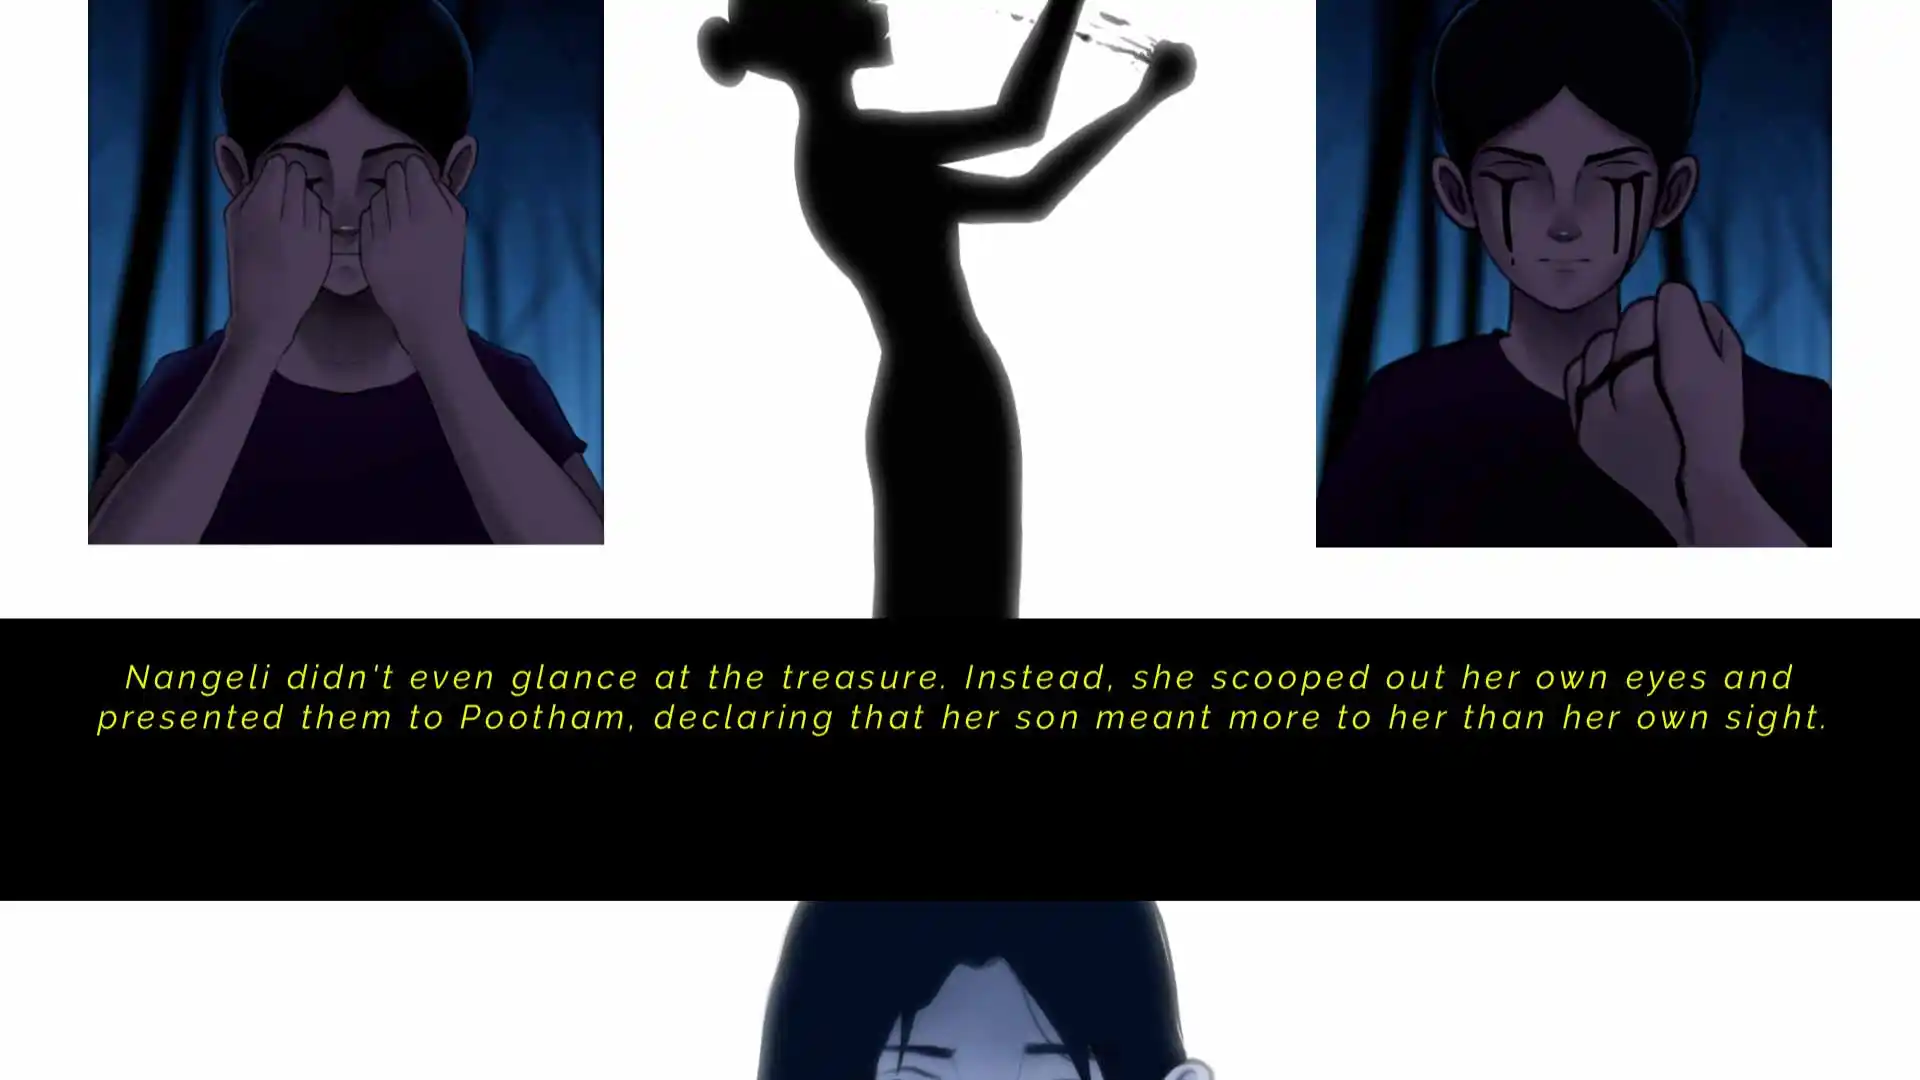 Nangeli didn't even glance at the treasure. Instead, she scooped out her own eyes and
presented them to Pootham, declaring that her son meant more to her than her own sight.